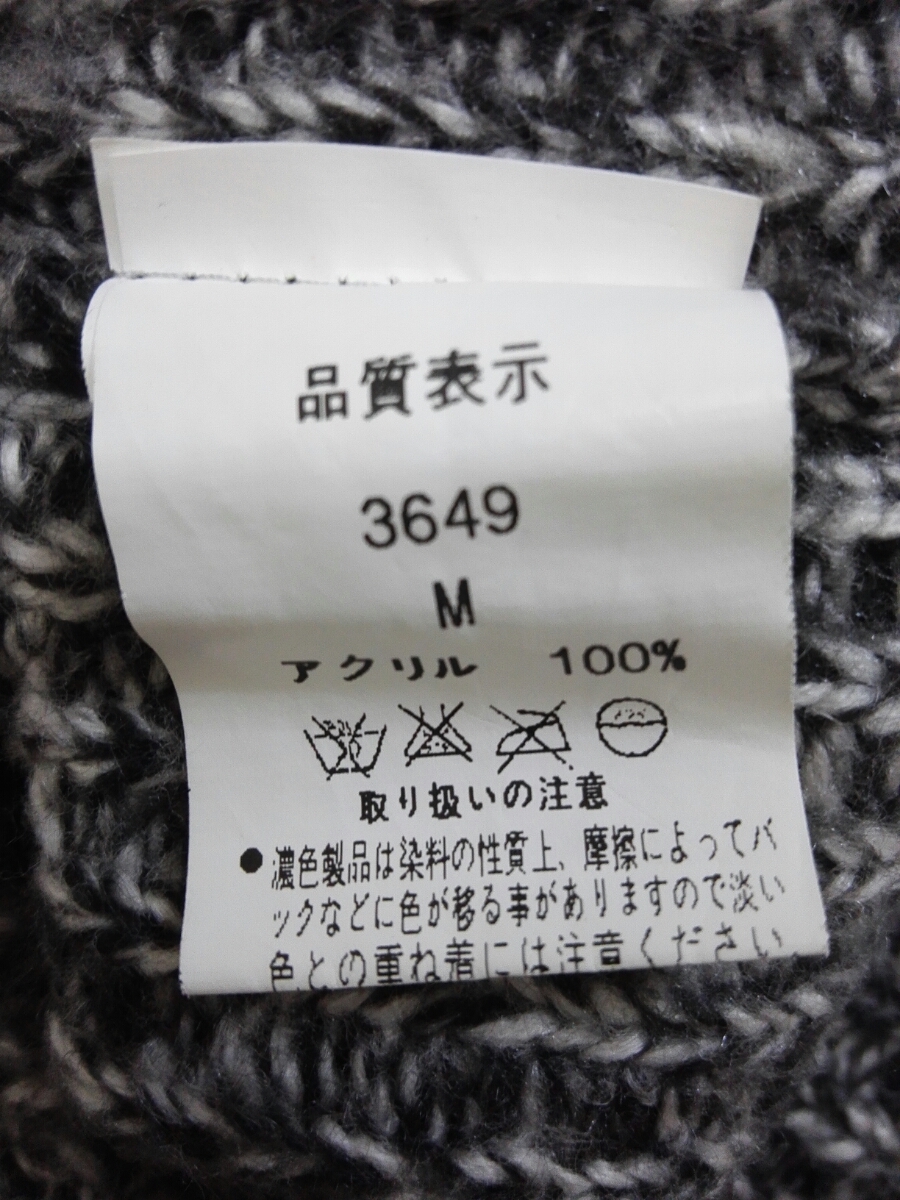 品質表示
3649
M
アクリル 100%
取り扱いの注意
●濃色製品は染料の性質上、摩擦によってバ
ックなどに色が移る事がありますので淡い
色との重ね着には注意ください